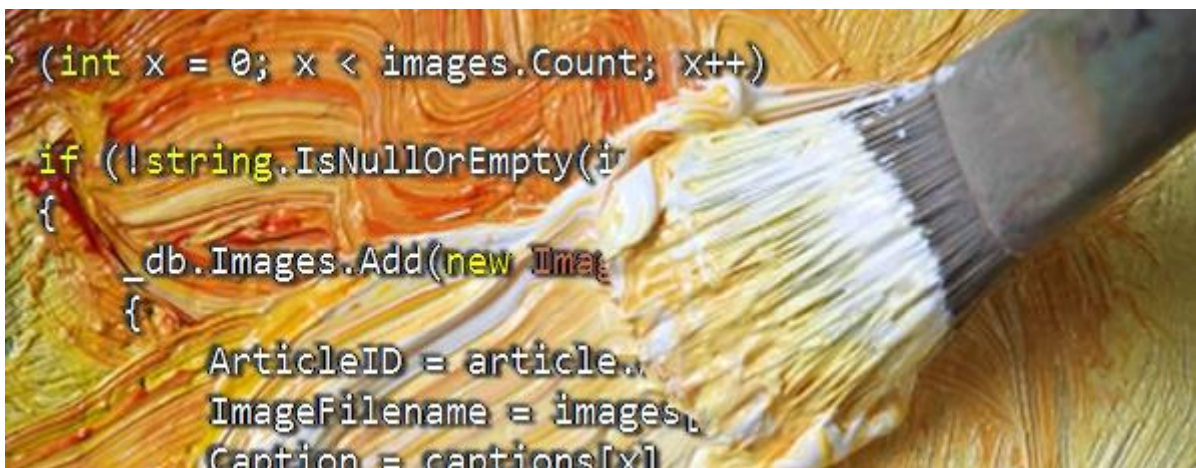 (int x = 0; x < images.Count; x++)
if (!string.IsNullOrEmpty(i
{
_db.Images.Add(new Imag
{
ArticleID = article.
ImageFilename = images[
Caption = captions[x]